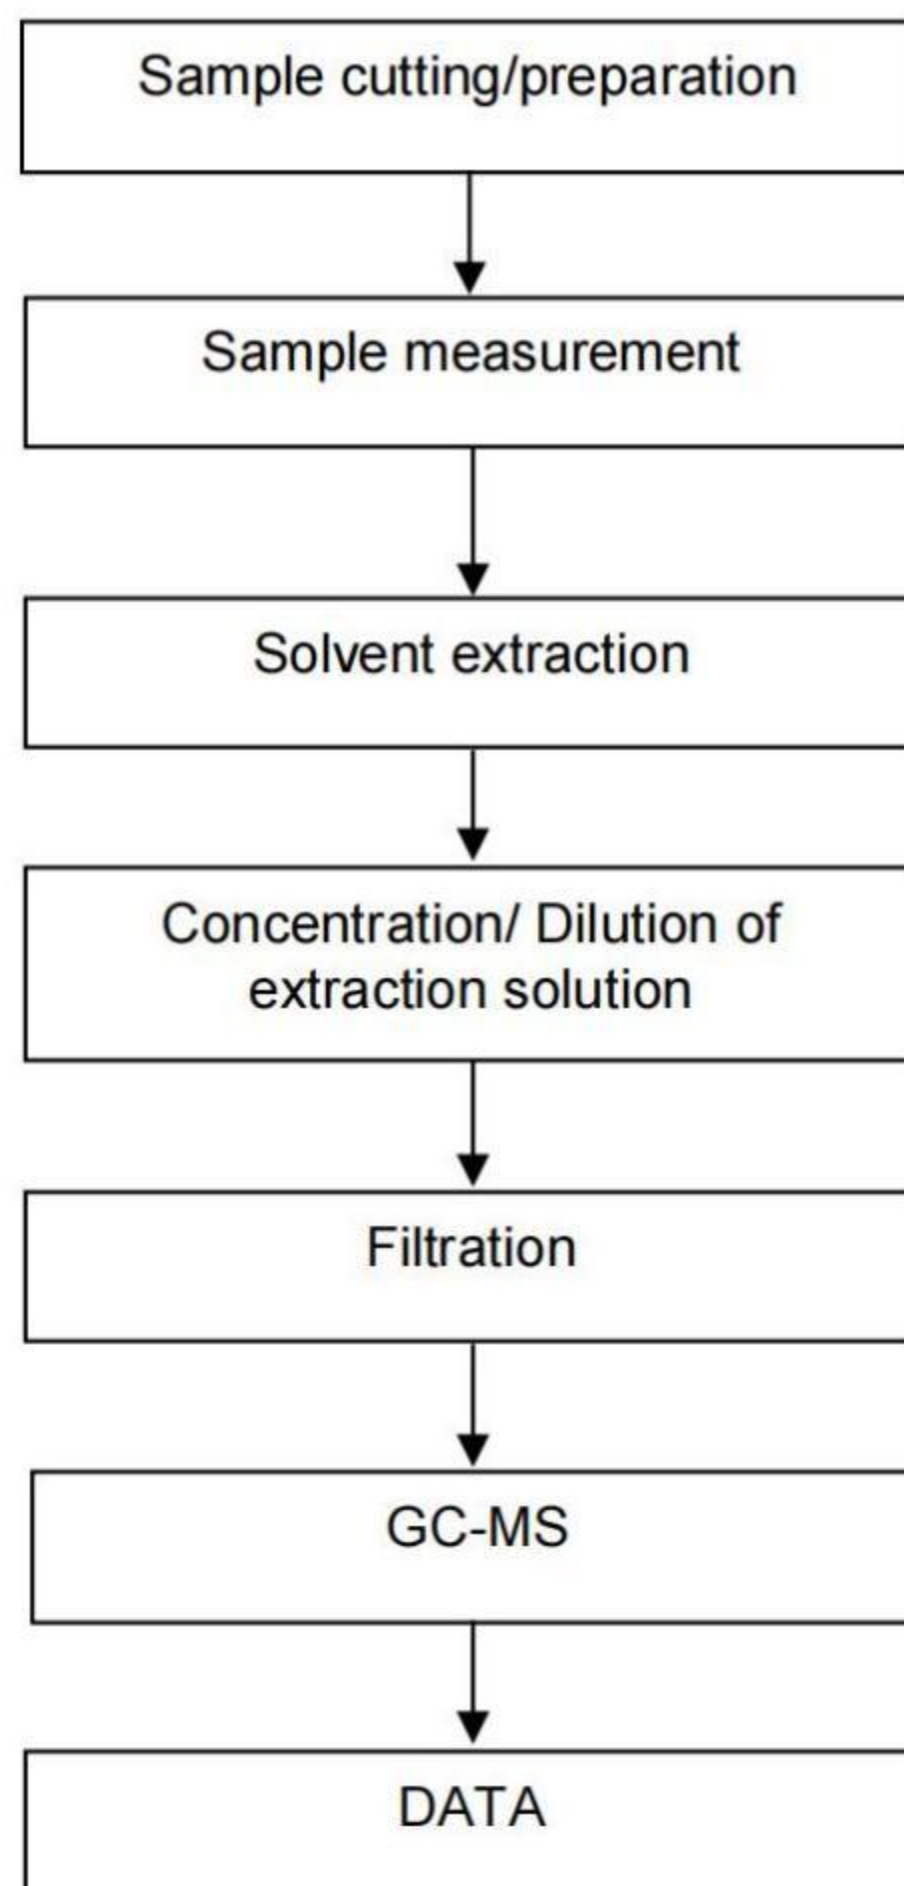 Sample cutting/preparation
Sample measurement
Solvent extraction
Concentration/ Dilution of
extraction solution
Filtration
GC-MS
DATA